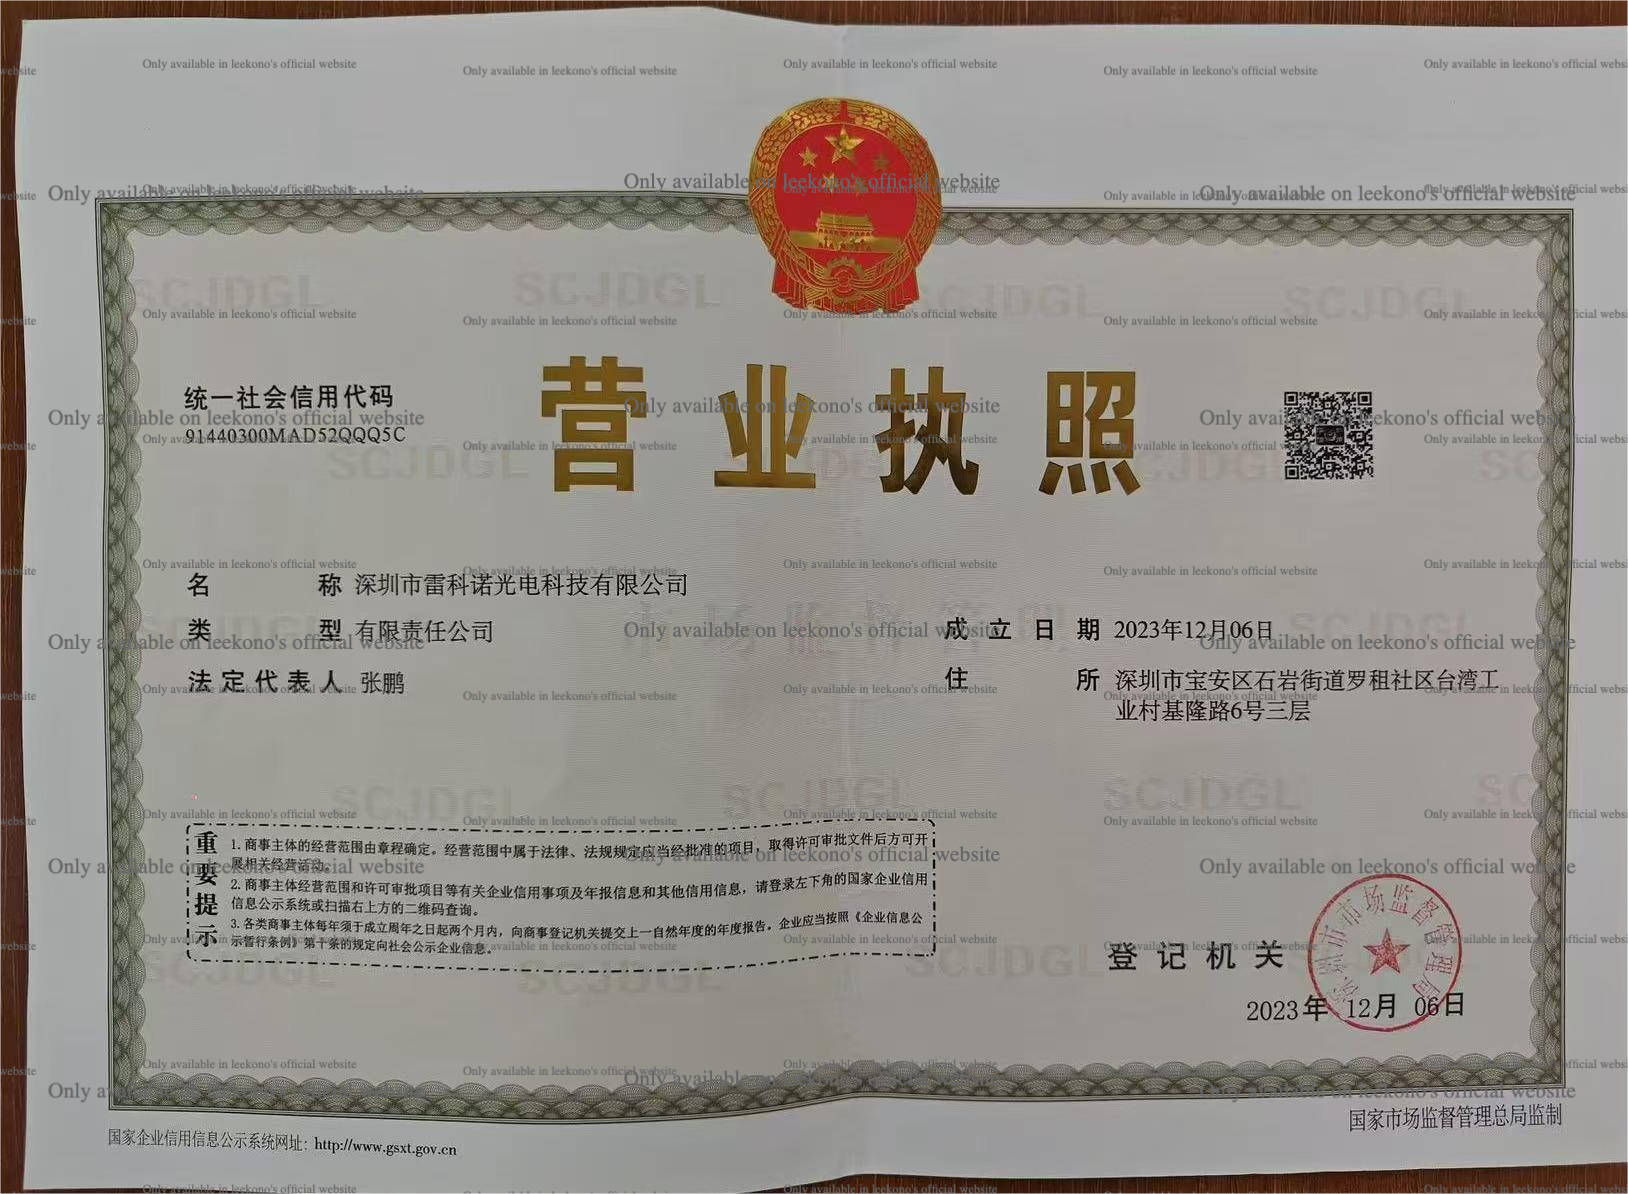 统一社会信用代码
91440300MAD52QQQ5C
营业执照
名称 深圳市雷科诺光电科技有限公司
类型 有限责任公司
法定代表人 张鹏
成立日期 2023年12月06日
住所 深圳市宝安区石岩街道罗租社区台湾工
业村基隆路6号三层
重要提示
1. 商事主体的经营范围由章程确定。经营范围中属于法律、法规规定应当经批准的项目，取得许可审批文件后方可开
展相关经营活动。
2. 商事主体经营范围和许可审批项目等有关企业信用事项及年报信息和其他信用信息，请登录左下角的国家企业信用
信息公示系统或扫描右上方的二维码查询。
3. 各类商事主体每年须于成立周年之日起两个月内，向商事登记机关提交上一自然年度的年度报告。企业应当按照《企业信息公
示暂行条例》第十条的规定向社会公示企业信息。
登记机关
深圳市市场监督管理局
2023年 12月 06日
国家企业信用信息公示系统网址：http://www.gsxt.gov.cn
国家市场监督管理总局监制
SCJDGL
市场监督管理
Only available in leekono's official website
Only available on leekono's official website